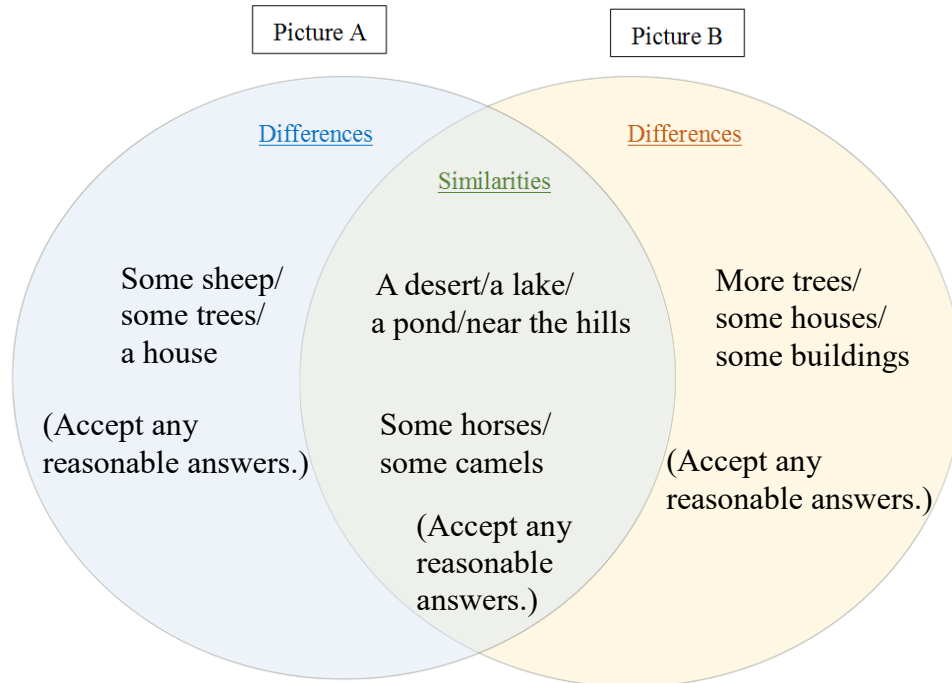 Picture A
Picture B
Differences
Differences
Similarities
Some sheep/
some trees/
a house
(Accept any
reasonable answers.)
A desert/a lake/
a pond/near the hills
Some horses/
some camels
(Accept any
reasonable
answers.)
More trees/
some houses/
some buildings
(Accept any
reasonable answers.)